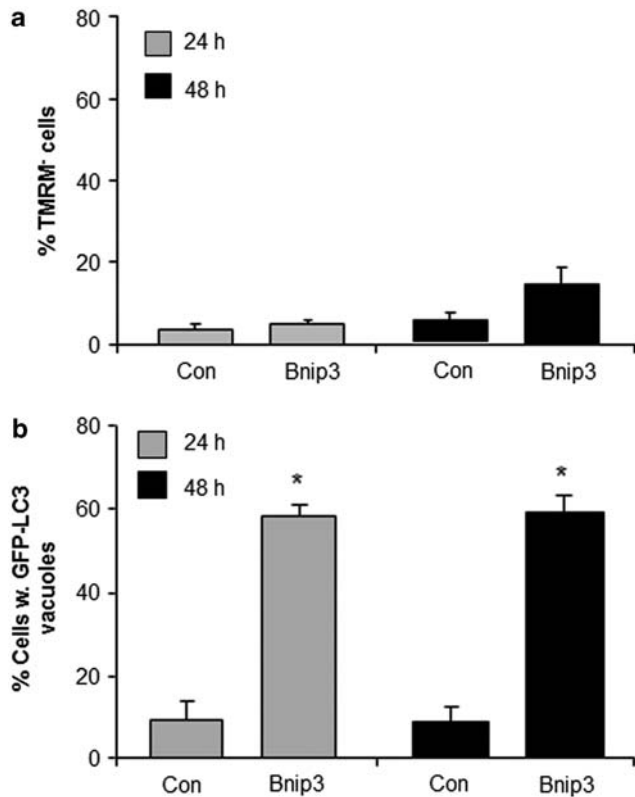 a
80
60
40
20
0
% TMRM⁻ cells
24 h
48 h
Con Bnip3 Con Bnip3
b
80
60
40
20
0
% Cells w. GFP-LC3
vacuoles
24 h
48 h
* *
Con Bnip3 Con Bnip3